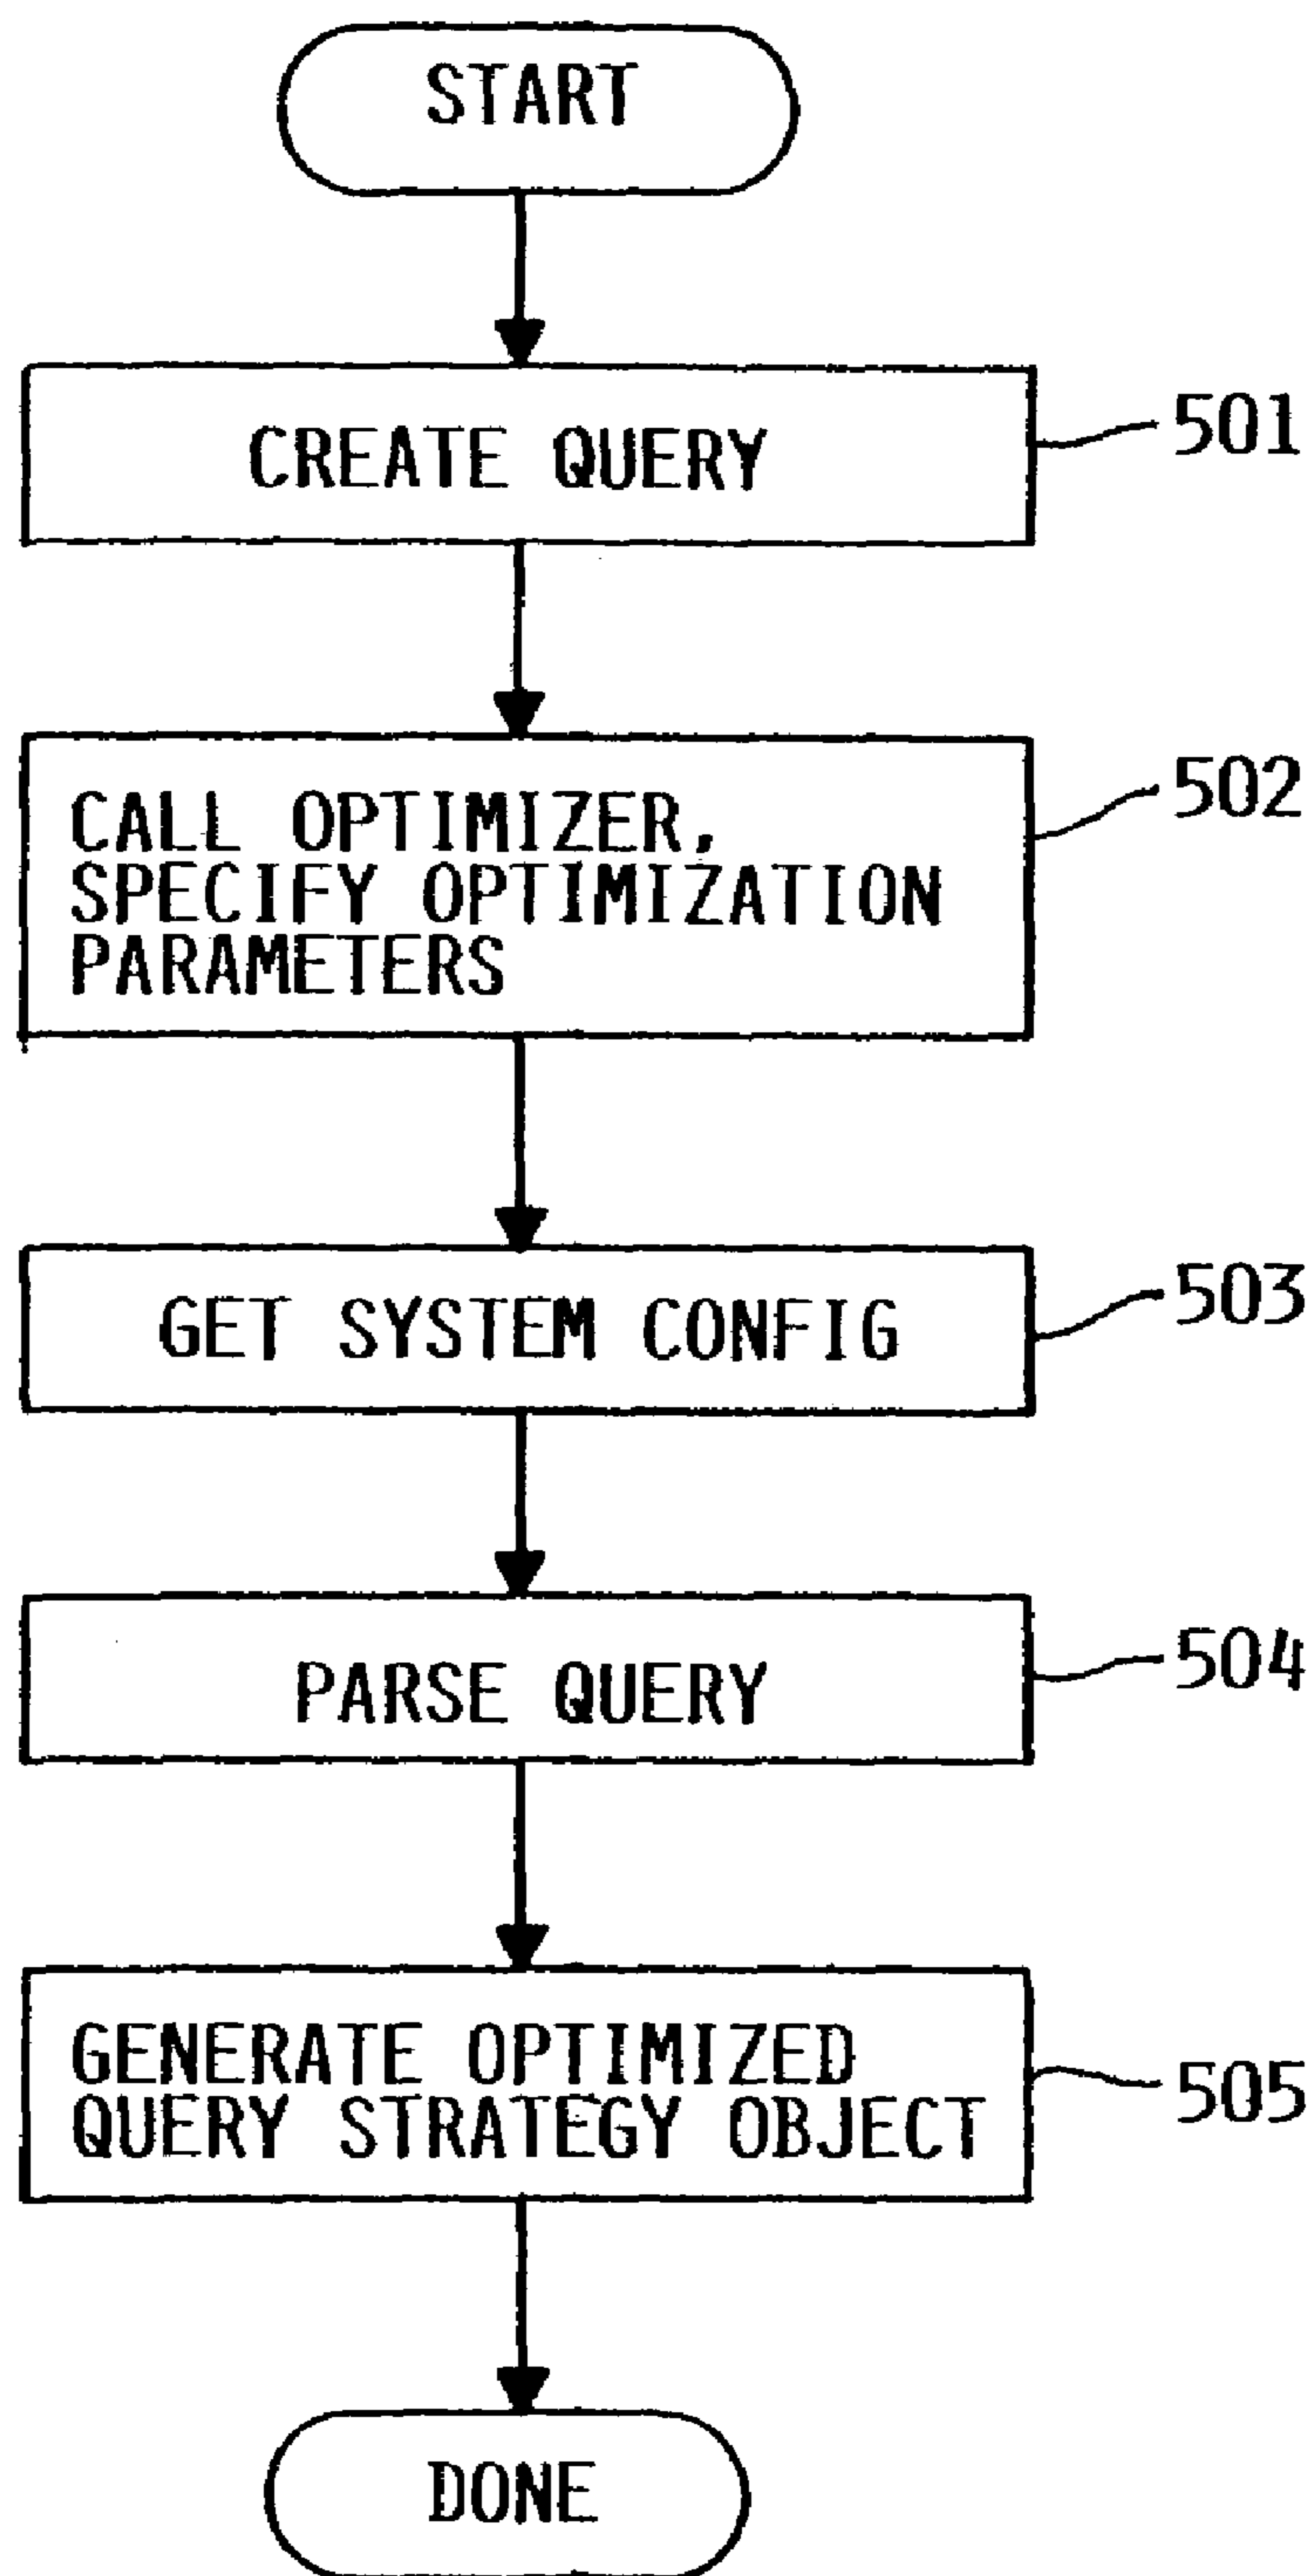 START
CREATE QUERY
501
CALL OPTIMIZER,
SPECIFY OPTIMIZATION
PARAMETERS
502
GET SYSTEM CONFIG
503
PARSE QUERY
504
GENERATE OPTIMIZED
QUERY STRATEGY OBJECT
505
DONE